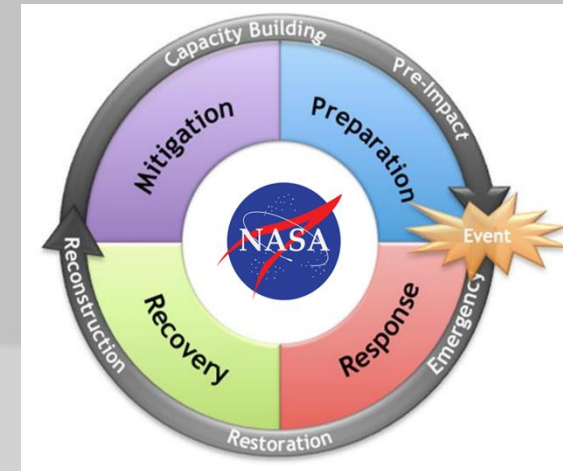 Capacity Building
Pre-Impact
Mitigation
Preparation
NASA
Event
Reconstruction
Recovery
Response
Emergency
Restoration